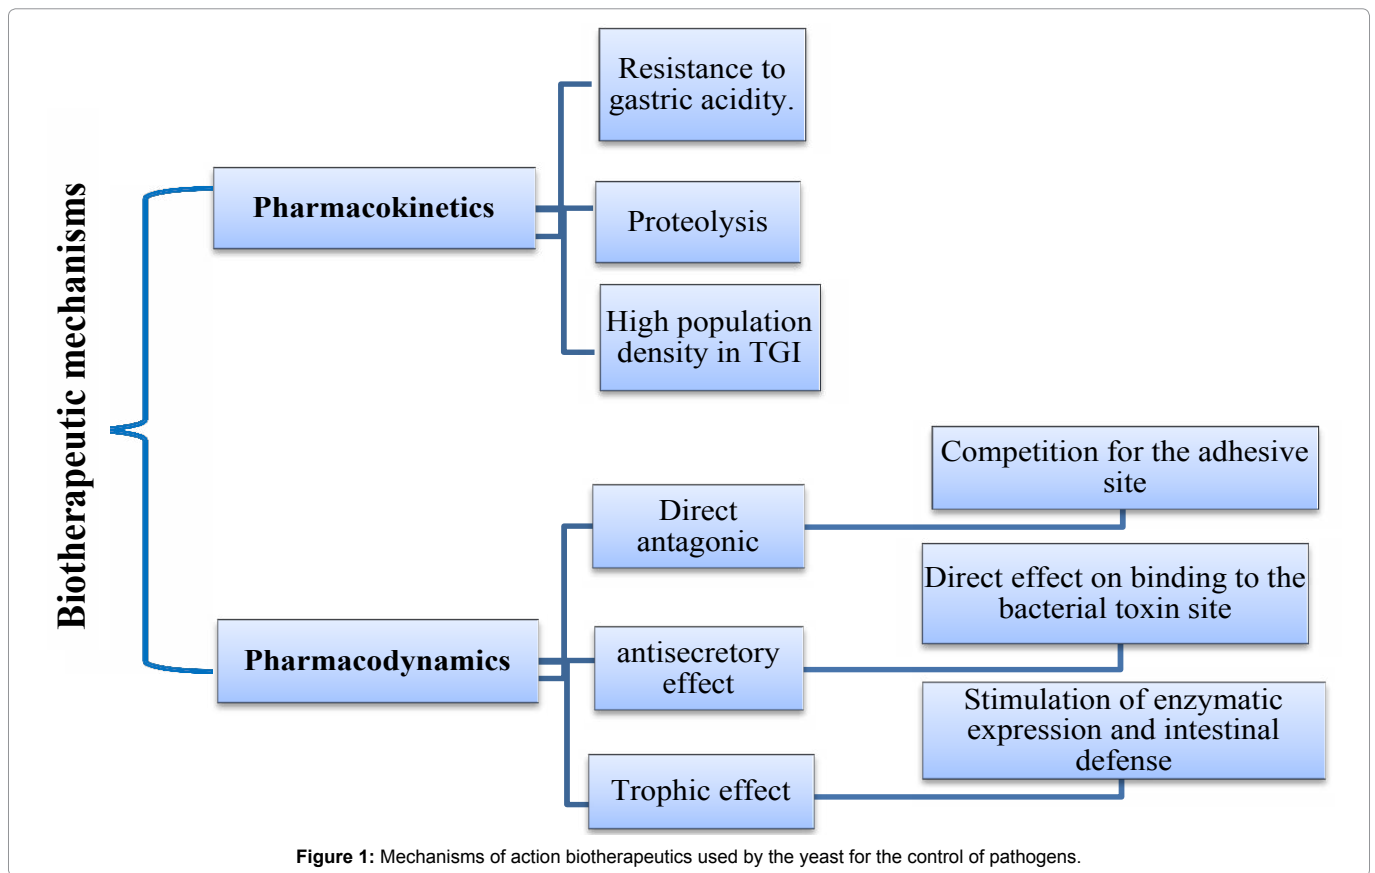 Biotherapeutic mechanisms
Pharmacokinetics
Resistance to
gastric acidity.
Proteolysis
High population
density in TGI
Pharmacodynamics
Direct
antagonic
Competition for the adhesive
site
antisecretory
effect
Direct effect on binding to the
bacterial toxin site
Trophic effect
Stimulation of enzymatic
expression and intestinal
defense
Figure 1: Mechanisms of action biotherapeutics used by the yeast for the control of pathogens.